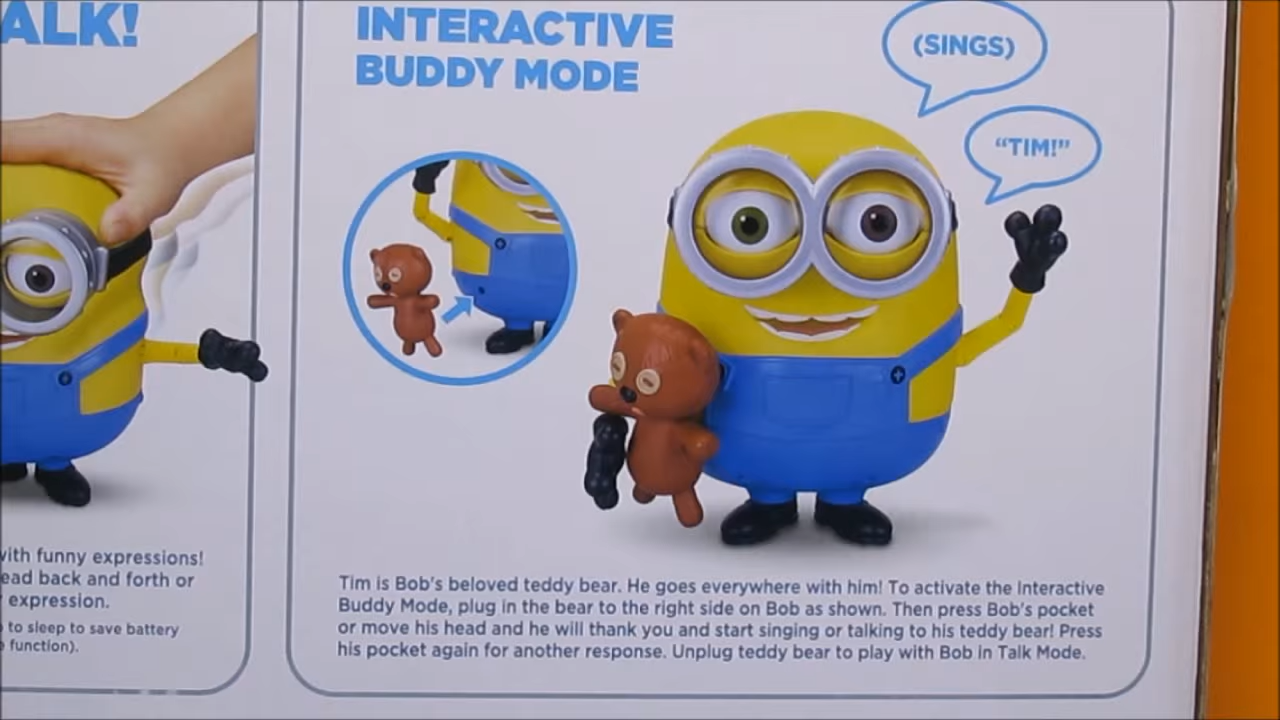 ALK!
with funny expressions!
ead back and forth or
expression.
to sleep to save battery
function).
INTERACTIVE
BUDDY MODE
(SINGS)
“TIM!”
Tim is Bob's beloved teddy bear. He goes everywhere with him! To activate the Interactive
Buddy Mode, plug in the bear to the right side on Bob as shown. Then press Bob's pocket
or move his head and he will thank you and start singing or talking to his teddy bear! Press
his pocket again for another response. Unplug teddy bear to play with Bob in Talk Mode.